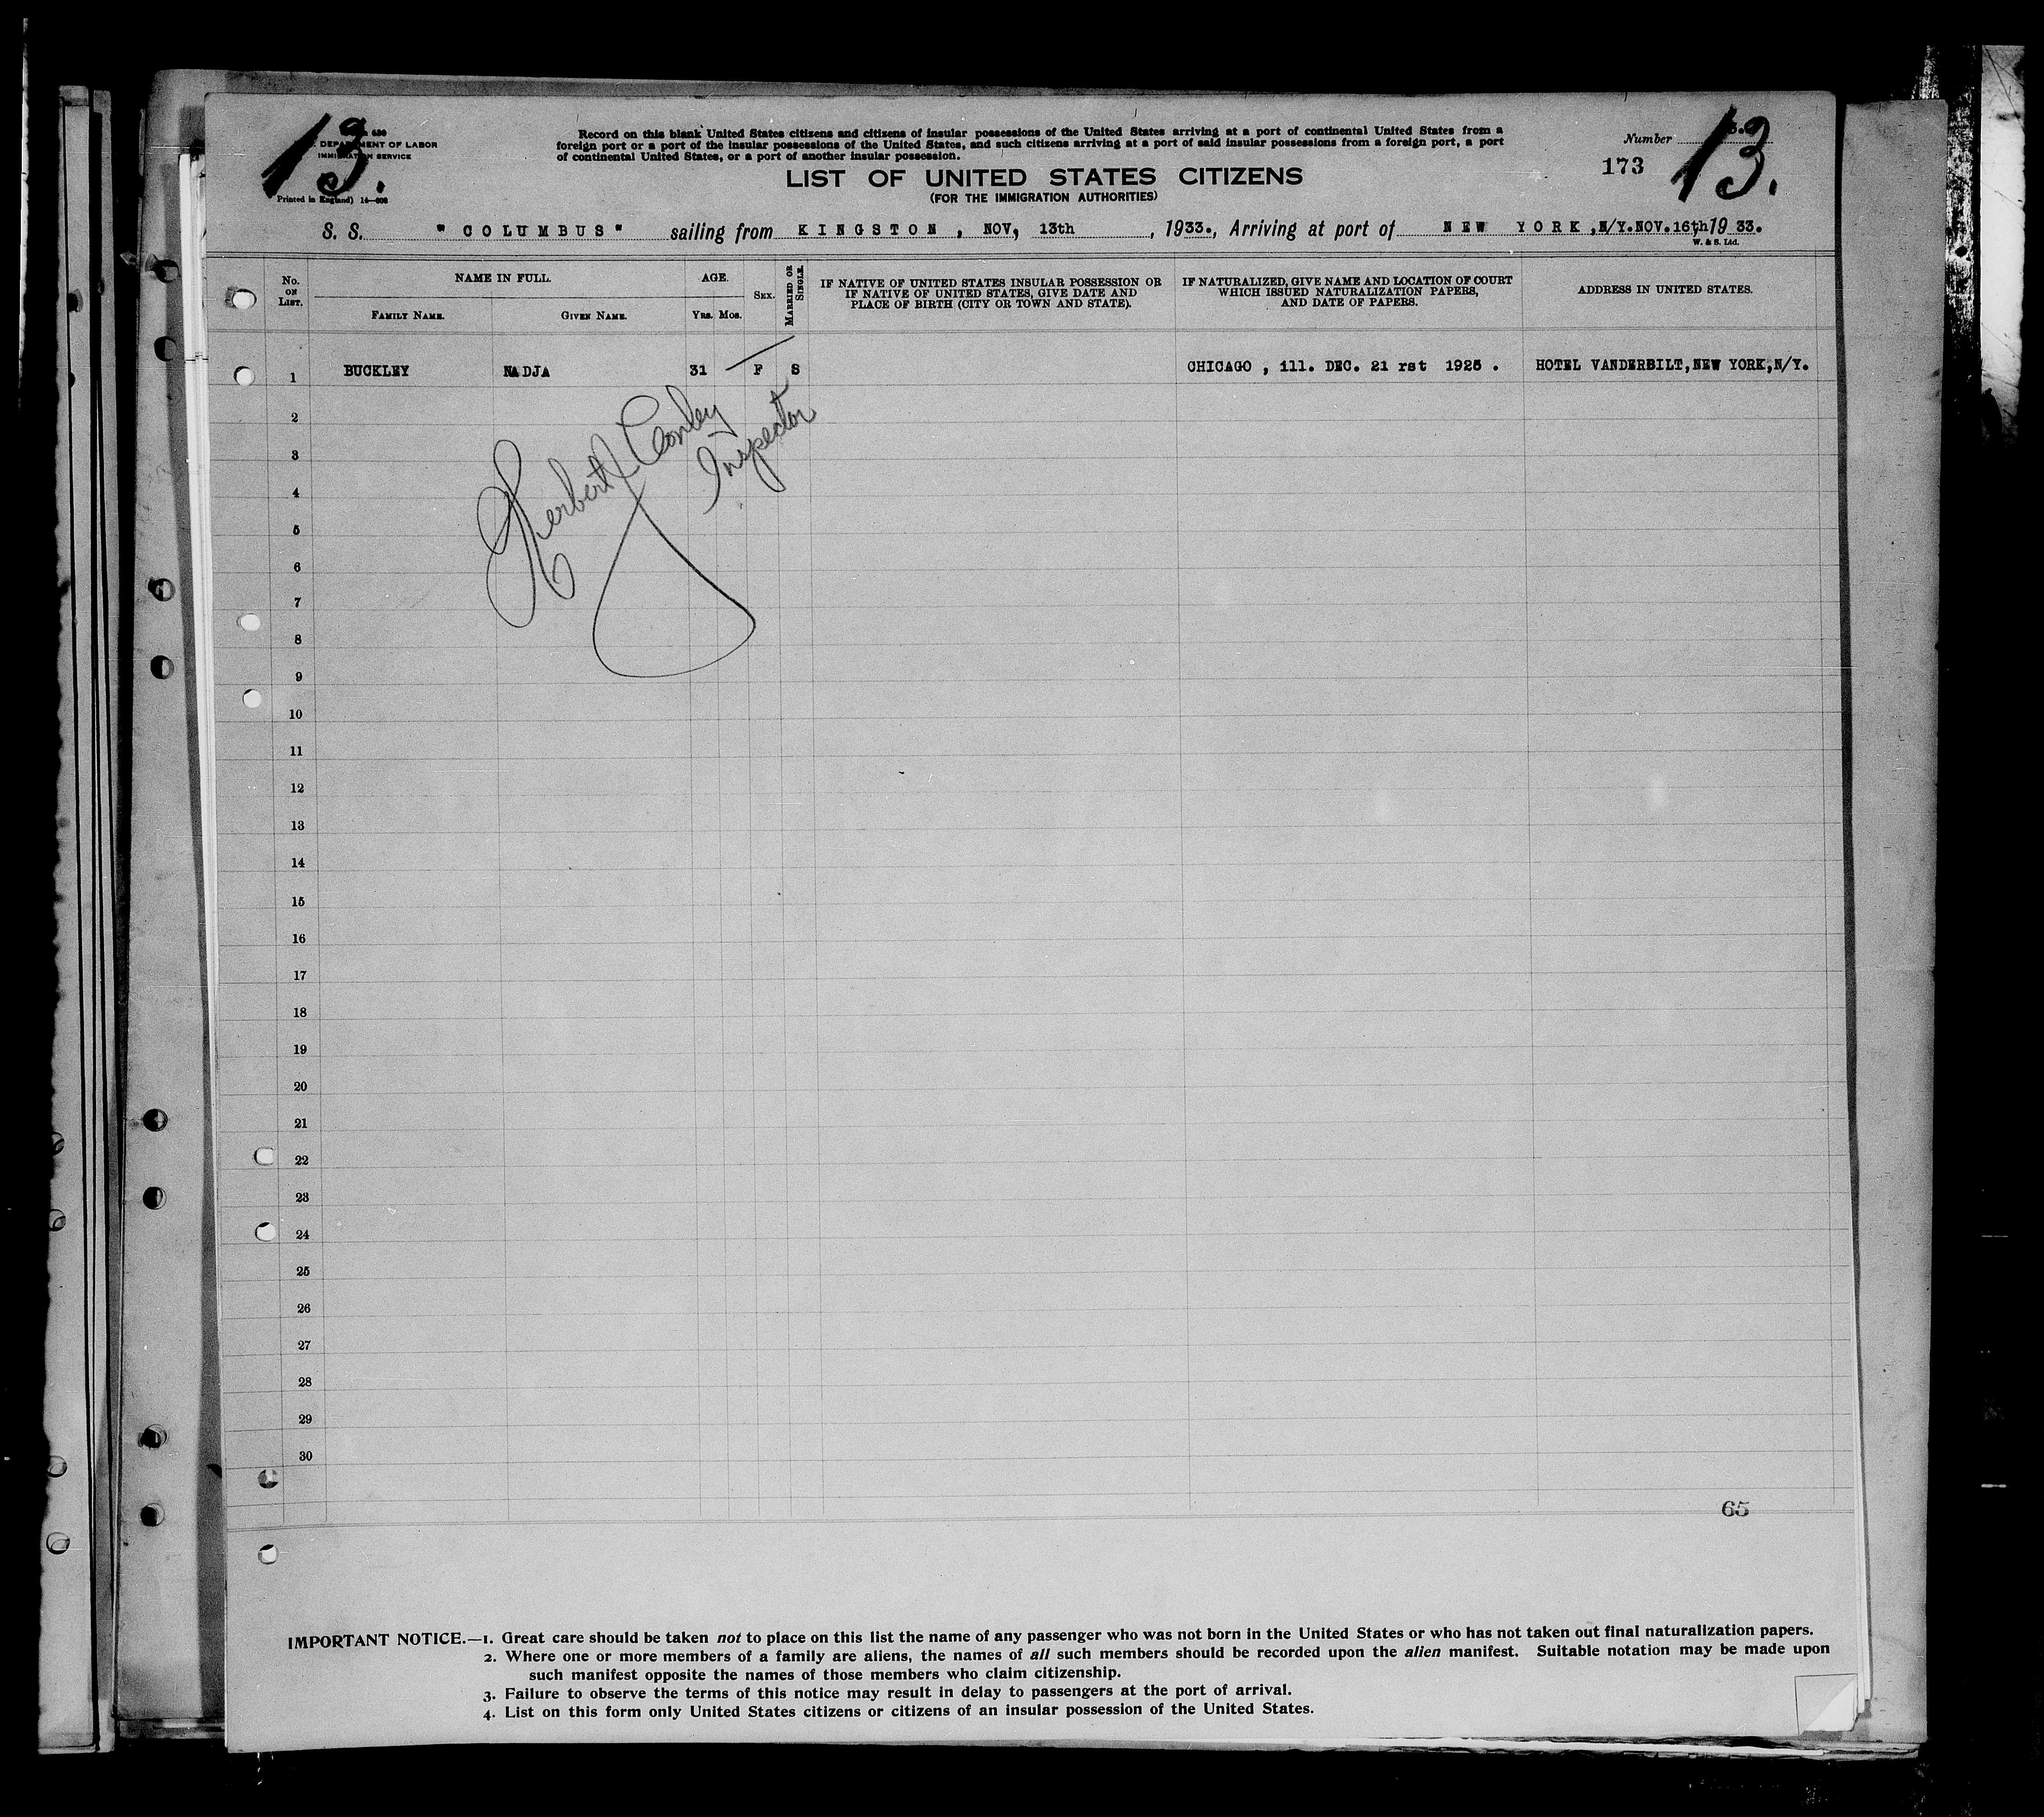 13.
DEPARTMENT OF LABOR
IMMIGRATION SERVICE
Printed in England) 14—608
Record on this blank United States citizens and citizens of insular possessions of the United States arriving at a port of continental United States from a
foreign port or a port of the insular possessions of the United States, and such citizens arriving at a port of said insular possessions from a foreign port, a port
of continental United States, or a port of another insular possession.
LIST OF UNITED STATES CITIZENS
(FOR THE IMMIGRATION AUTHORITIES)
Number 13.
173
S. S. "COLUMBUS" sailing from KINGSTON, NOV, 13th, 1933., Arriving at port of NEW YORK,N/Y.NOV.16th,1933.
W. & S. Ltd.
No. ON LIST.
NAME IN FULL.
FAMILY NAME.
GIVEN NAME.
AGE.
YRS. MOS.
SEX.
MARRIED OR SINGLE.
IF NATIVE OF UNITED STATES INSULAR POSSESSION OR
IF NATIVE OF UNITED STATES, GIVE DATE AND
PLACE OF BIRTH (CITY OR TOWN AND STATE).
IF NATURALIZED, GIVE NAME AND LOCATION OF COURT
WHICH ISSUED NATURALIZATION PAPERS,
AND DATE OF PAPERS.
ADDRESS IN UNITED STATES.
1 BUCKLEY NADJA 31 F S CHICAGO , ill. DEC. 21 rst 1925 . HOTEL VANDERBILT,NEW YORK,N/Y.
Herbert J Conley
Inspector
2
3
4
5
6
7
8
9
10
11
12
13
14
15
16
17
18
19
20
21
22
23
24
25
26
27
28
29
30
65
IMPORTANT NOTICE.—1. Great care should be taken not to place on this list the name of any passenger who was not born in the United States or who has not taken out final naturalization papers.
2. Where one or more members of a family are aliens, the names of all such members should be recorded upon the alien manifest. Suitable notation may be made upon
such manifest opposite the names of those members who claim citizenship.
3. Failure to observe the terms of this notice may result in delay to passengers at the port of arrival.
4. List on this form only United States citizens or citizens of an insular possession of the United States.